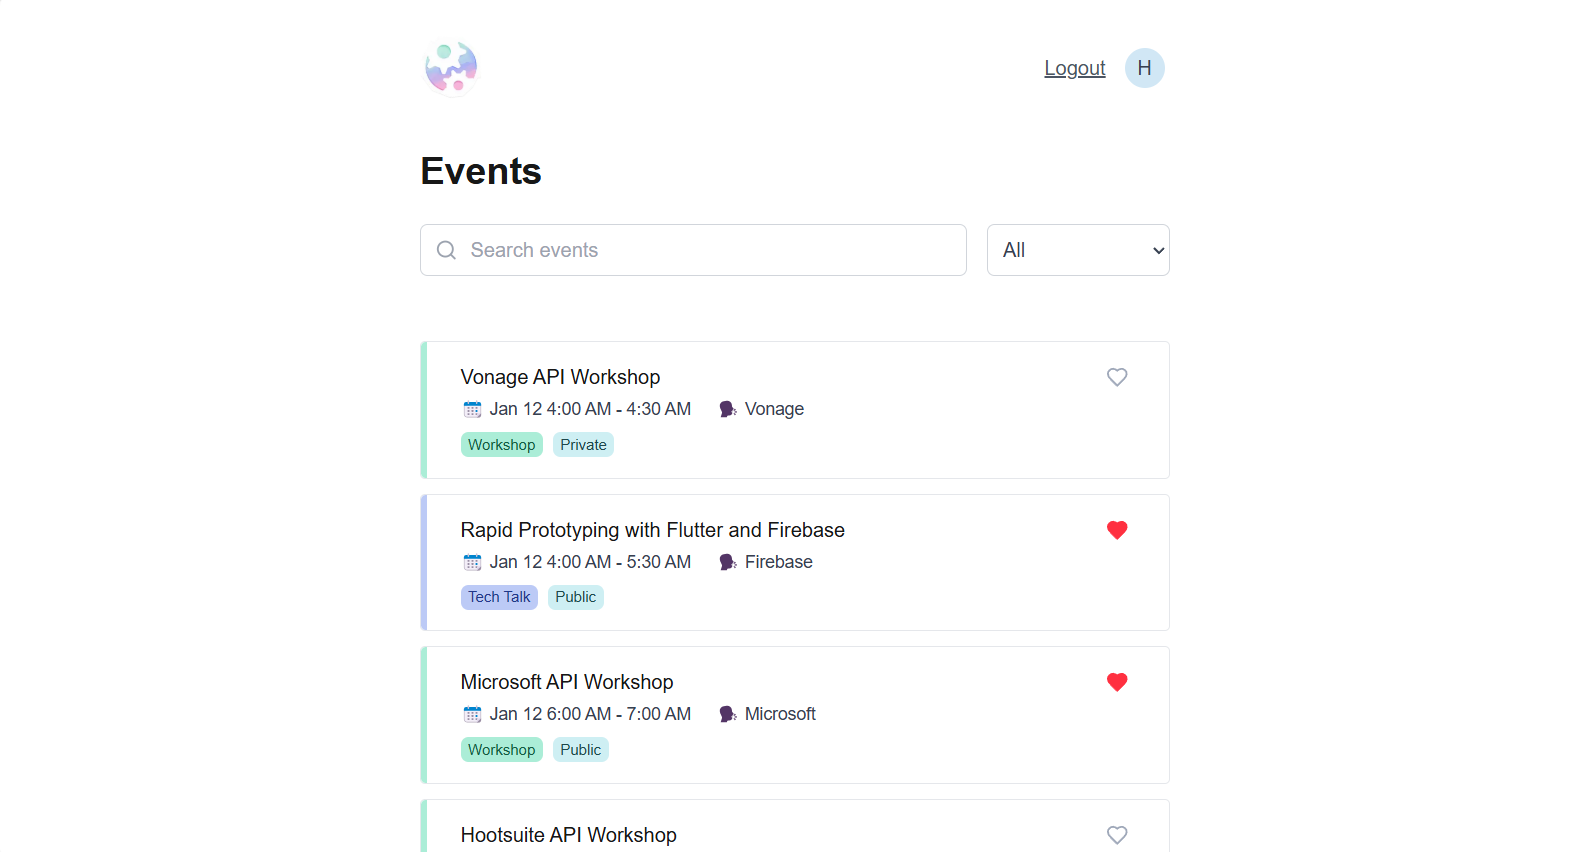 Logout H
Events
Search events
All
Vonage API Workshop
Jan 12 4:00 AM - 4:30 AM Vonage
Workshop Private
Rapid Prototyping with Flutter and Firebase
Jan 12 4:00 AM - 5:30 AM Firebase
Tech Talk Public
Microsoft API Workshop
Jan 12 6:00 AM - 7:00 AM Microsoft
Workshop Public
Hootsuite API Workshop